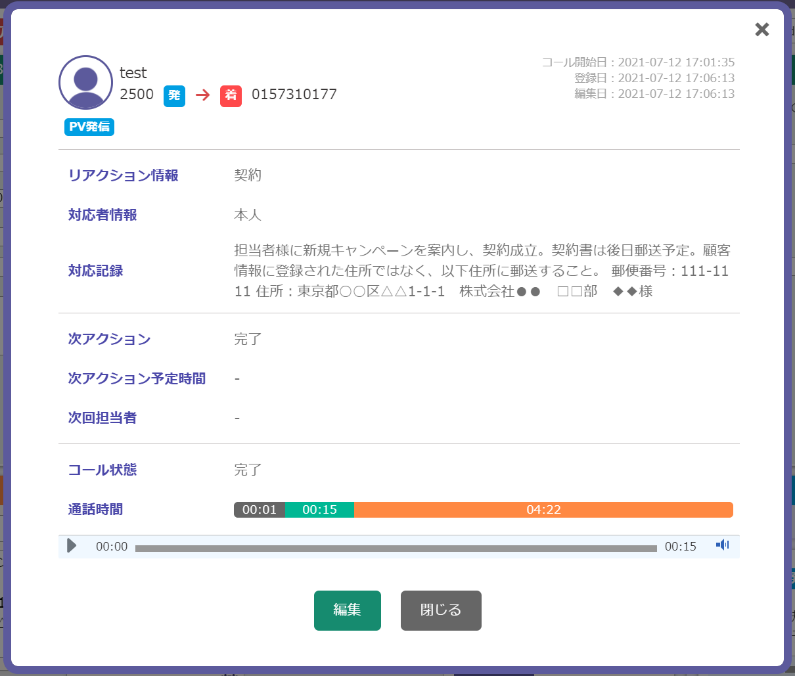 コール開始日 : 2021-07-12 17:01:35
test
登録日 : 2021-07-12 17:06:13
2500 発 → 着 0157310177
編集日 : 2021-07-12 17:06:13
PV発信
リアクション情報 契約
対応者情報 本人
対応記録
担当者様に新規キャンペーンを案内し、契約成立。契約書は後日郵送予定。顧客
情報に登録された住所ではなく、以下住所に郵送すること。 郵便番号：111-11
11 住所：東京都〇〇区△△1-1-1　株式会社●●　□□部　◆◆様
次アクション 完了
次アクション予定時間 -
次回担当者 -
コール状態 完了
通話時間 00:01 00:15 04:22
00:00 00:15
編集 閉じる